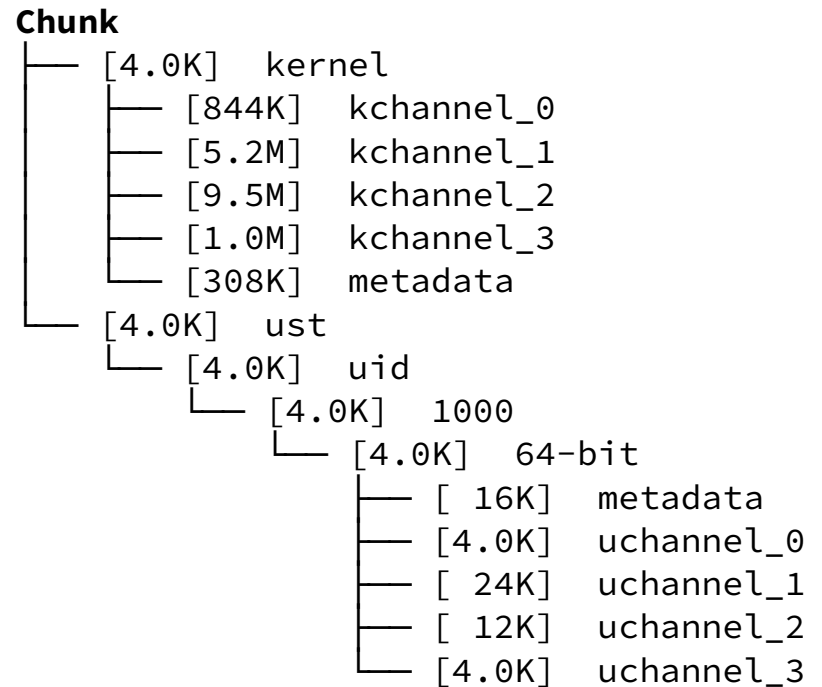 Chunk
├── [4.0K]  kernel
│   ├── [844K]  kchannel_0
│   ├── [5.2M]  kchannel_1
│   ├── [9.5M]  kchannel_2
│   ├── [1.0M]  kchannel_3
│   └── [308K]  metadata
└── [4.0K]  ust
    └── [4.0K]  uid
        └── [4.0K]  1000
            └── [4.0K]  64-bit
                ├── [ 16K]  metadata
                ├── [4.0K]  uchannel_0
                ├── [ 24K]  uchannel_1
                ├── [ 12K]  uchannel_2
                └── [4.0K]  uchannel_3